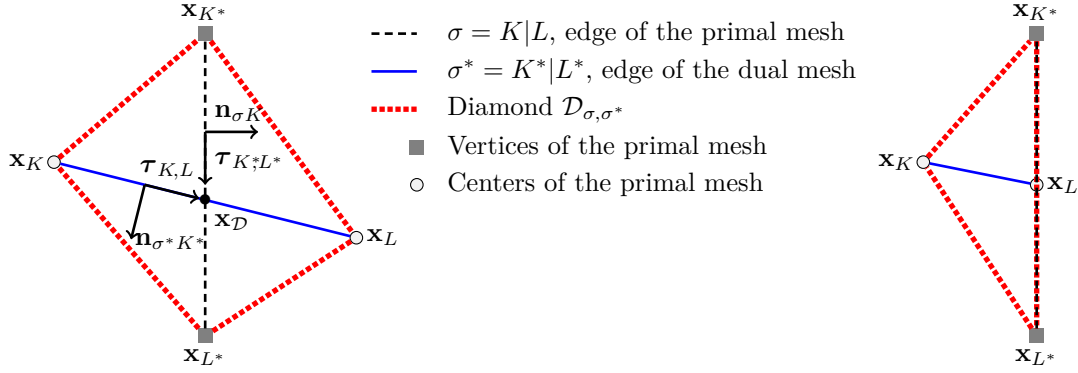 x_{K*}
n_{σK}
τ_{K*,L*}
x_K
τ_{K,L}
x_D
n_{σ*K*}
x_L
x_{L*}
σ = K|L, edge of the primal mesh
σ* = K*|L*, edge of the dual mesh
Diamond D_{σ,σ*}
Vertices of the primal mesh
Centers of the primal mesh
x_{K*}
x_K
x_L
x_{L*}